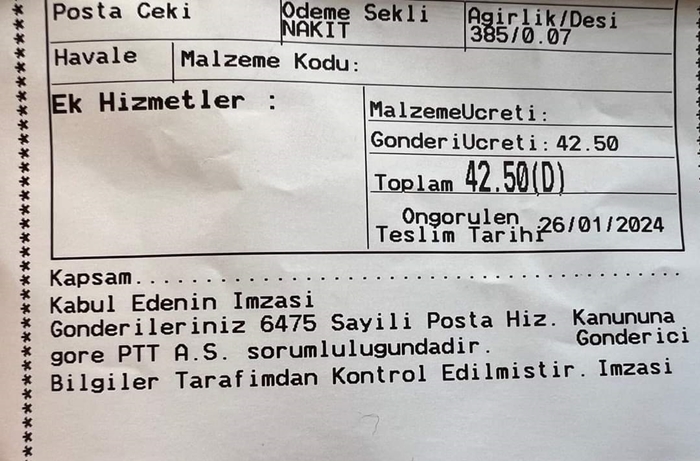 Posta Ceki
Odeme Sekli
NAKIT
Agirlik/Desi
385/0.07
Havale
Malzeme Kodu:
Ek Hizmetler :
MalzemeUcreti:
GonderiUcreti: 42.50
Toplam 42.50(D)
Ongorulen
Teslim Tarihi 26/01/2024
Kapsam..........................................
Kabul Edenin Imzasi
Gonderileriniz 6475 Sayili Posta Hiz. Kanununa
gore PTT A.S. sorumlulugundadir.
Gonderici
Bilgiler Tarafimdan Kontrol Edilmistir. Imzasi